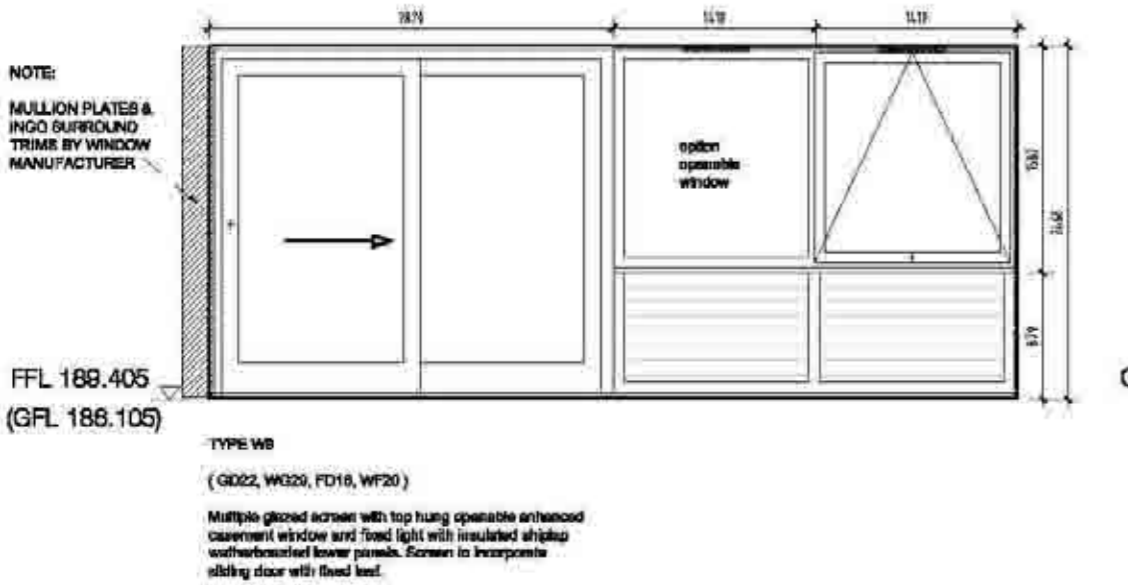 NOTE:
MULLION PLATES &
INGO SURROUND
TRIMS BY WINDOW
MANUFACTURER
option
openable
window
FFL 189.405
(GFL 186.105)
TYPE W8
( GD22, WG29, FD18, WF20 )
Multiple glazed screen with top hung openable enhanced
casement window and fixed light with insulated shiplap
weatherboarded lower panels. Screen to incorporate
sliding door with fixed leaf.